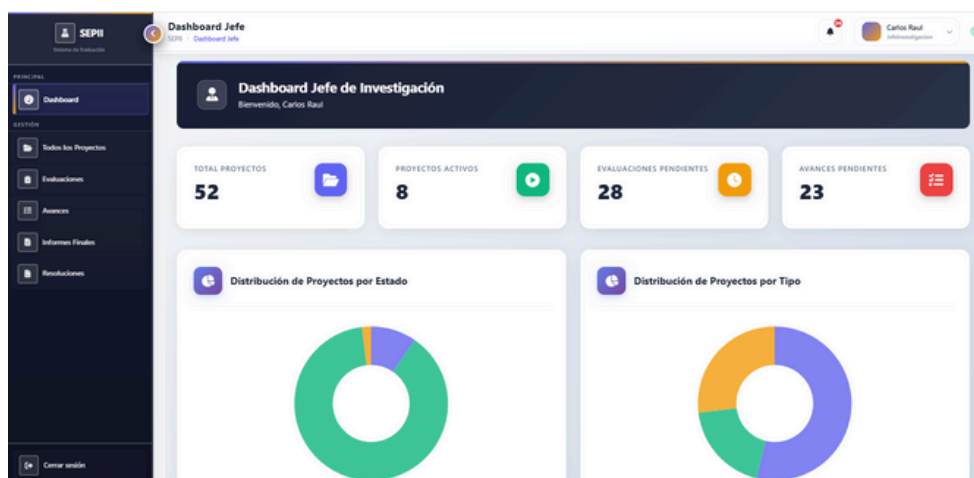 SEPII
Sistema de Evaluación
PRINCIPAL
Dashboard
GESTIÓN
Todos los Proyectos
Evaluaciones
Avances
Informes Finales
Resoluciones
Cerrar sesión
Dashboard Jefe
SEPII Dashboard Jefe
Carlos Raul
Dashboard Jefe de Investigación
Bienvenido, Carlos Raul
TOTAL PROYECTOS
52
PROYECTOS ACTIVOS
8
EVALUACIONES PENDIENTES
28
AVANCES PENDIENTES
23
Distribución de Proyectos por Estado
Distribución de Proyectos por Tipo